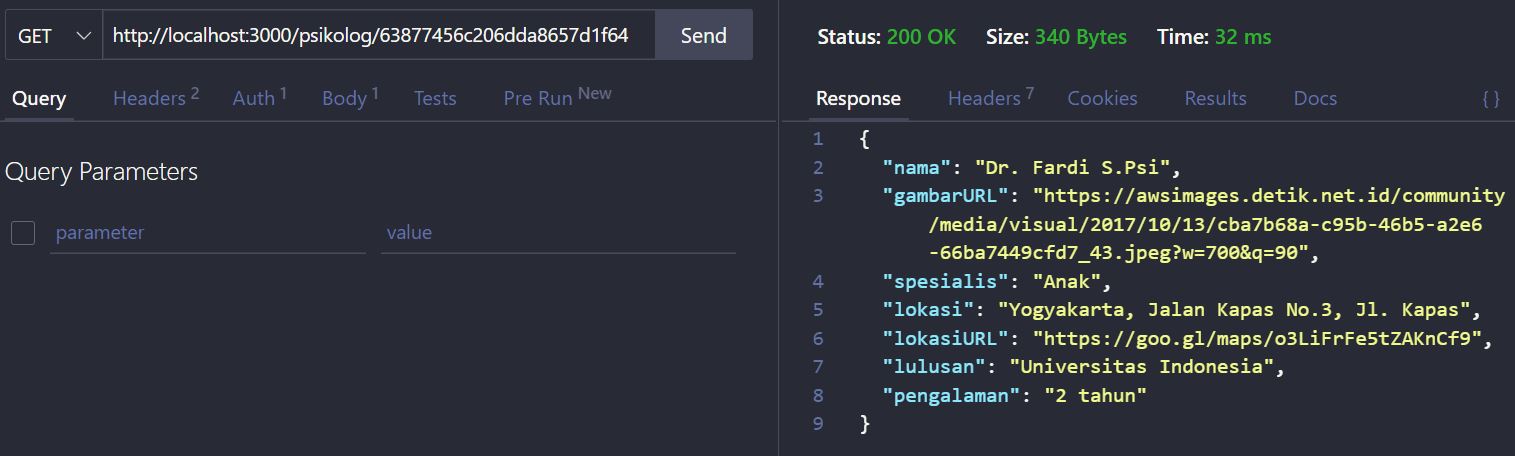 GET http://localhost:3000/psikolog/63877456c206dda8657d1f64 Send
Query Headers 2 Auth 1 Body 1 Tests Pre Run New
Query Parameters
parameter value
Status: 200 OK Size: 340 Bytes Time: 32 ms
Response Headers 7 Cookies Results Docs { }
1 {
2 "nama": "Dr. Fardi S.Psi",
3 "gambarURL": "https://awsimages.detik.net.id/community
/media/visual/2017/10/13/cba7b68a-c95b-46b5-a2e6
-66ba7449cfd7_43.jpeg?w=700&q=90",
4 "spesialis": "Anak",
5 "lokasi": "Yogyakarta, Jalan Kapas No.3, Jl. Kapas",
6 "lokasiURL": "https://goo.gl/maps/o3LiFrFe5tZAKnCf9",
7 "lulusan": "Universitas Indonesia",
8 "pengalaman": "2 tahun"
9 }